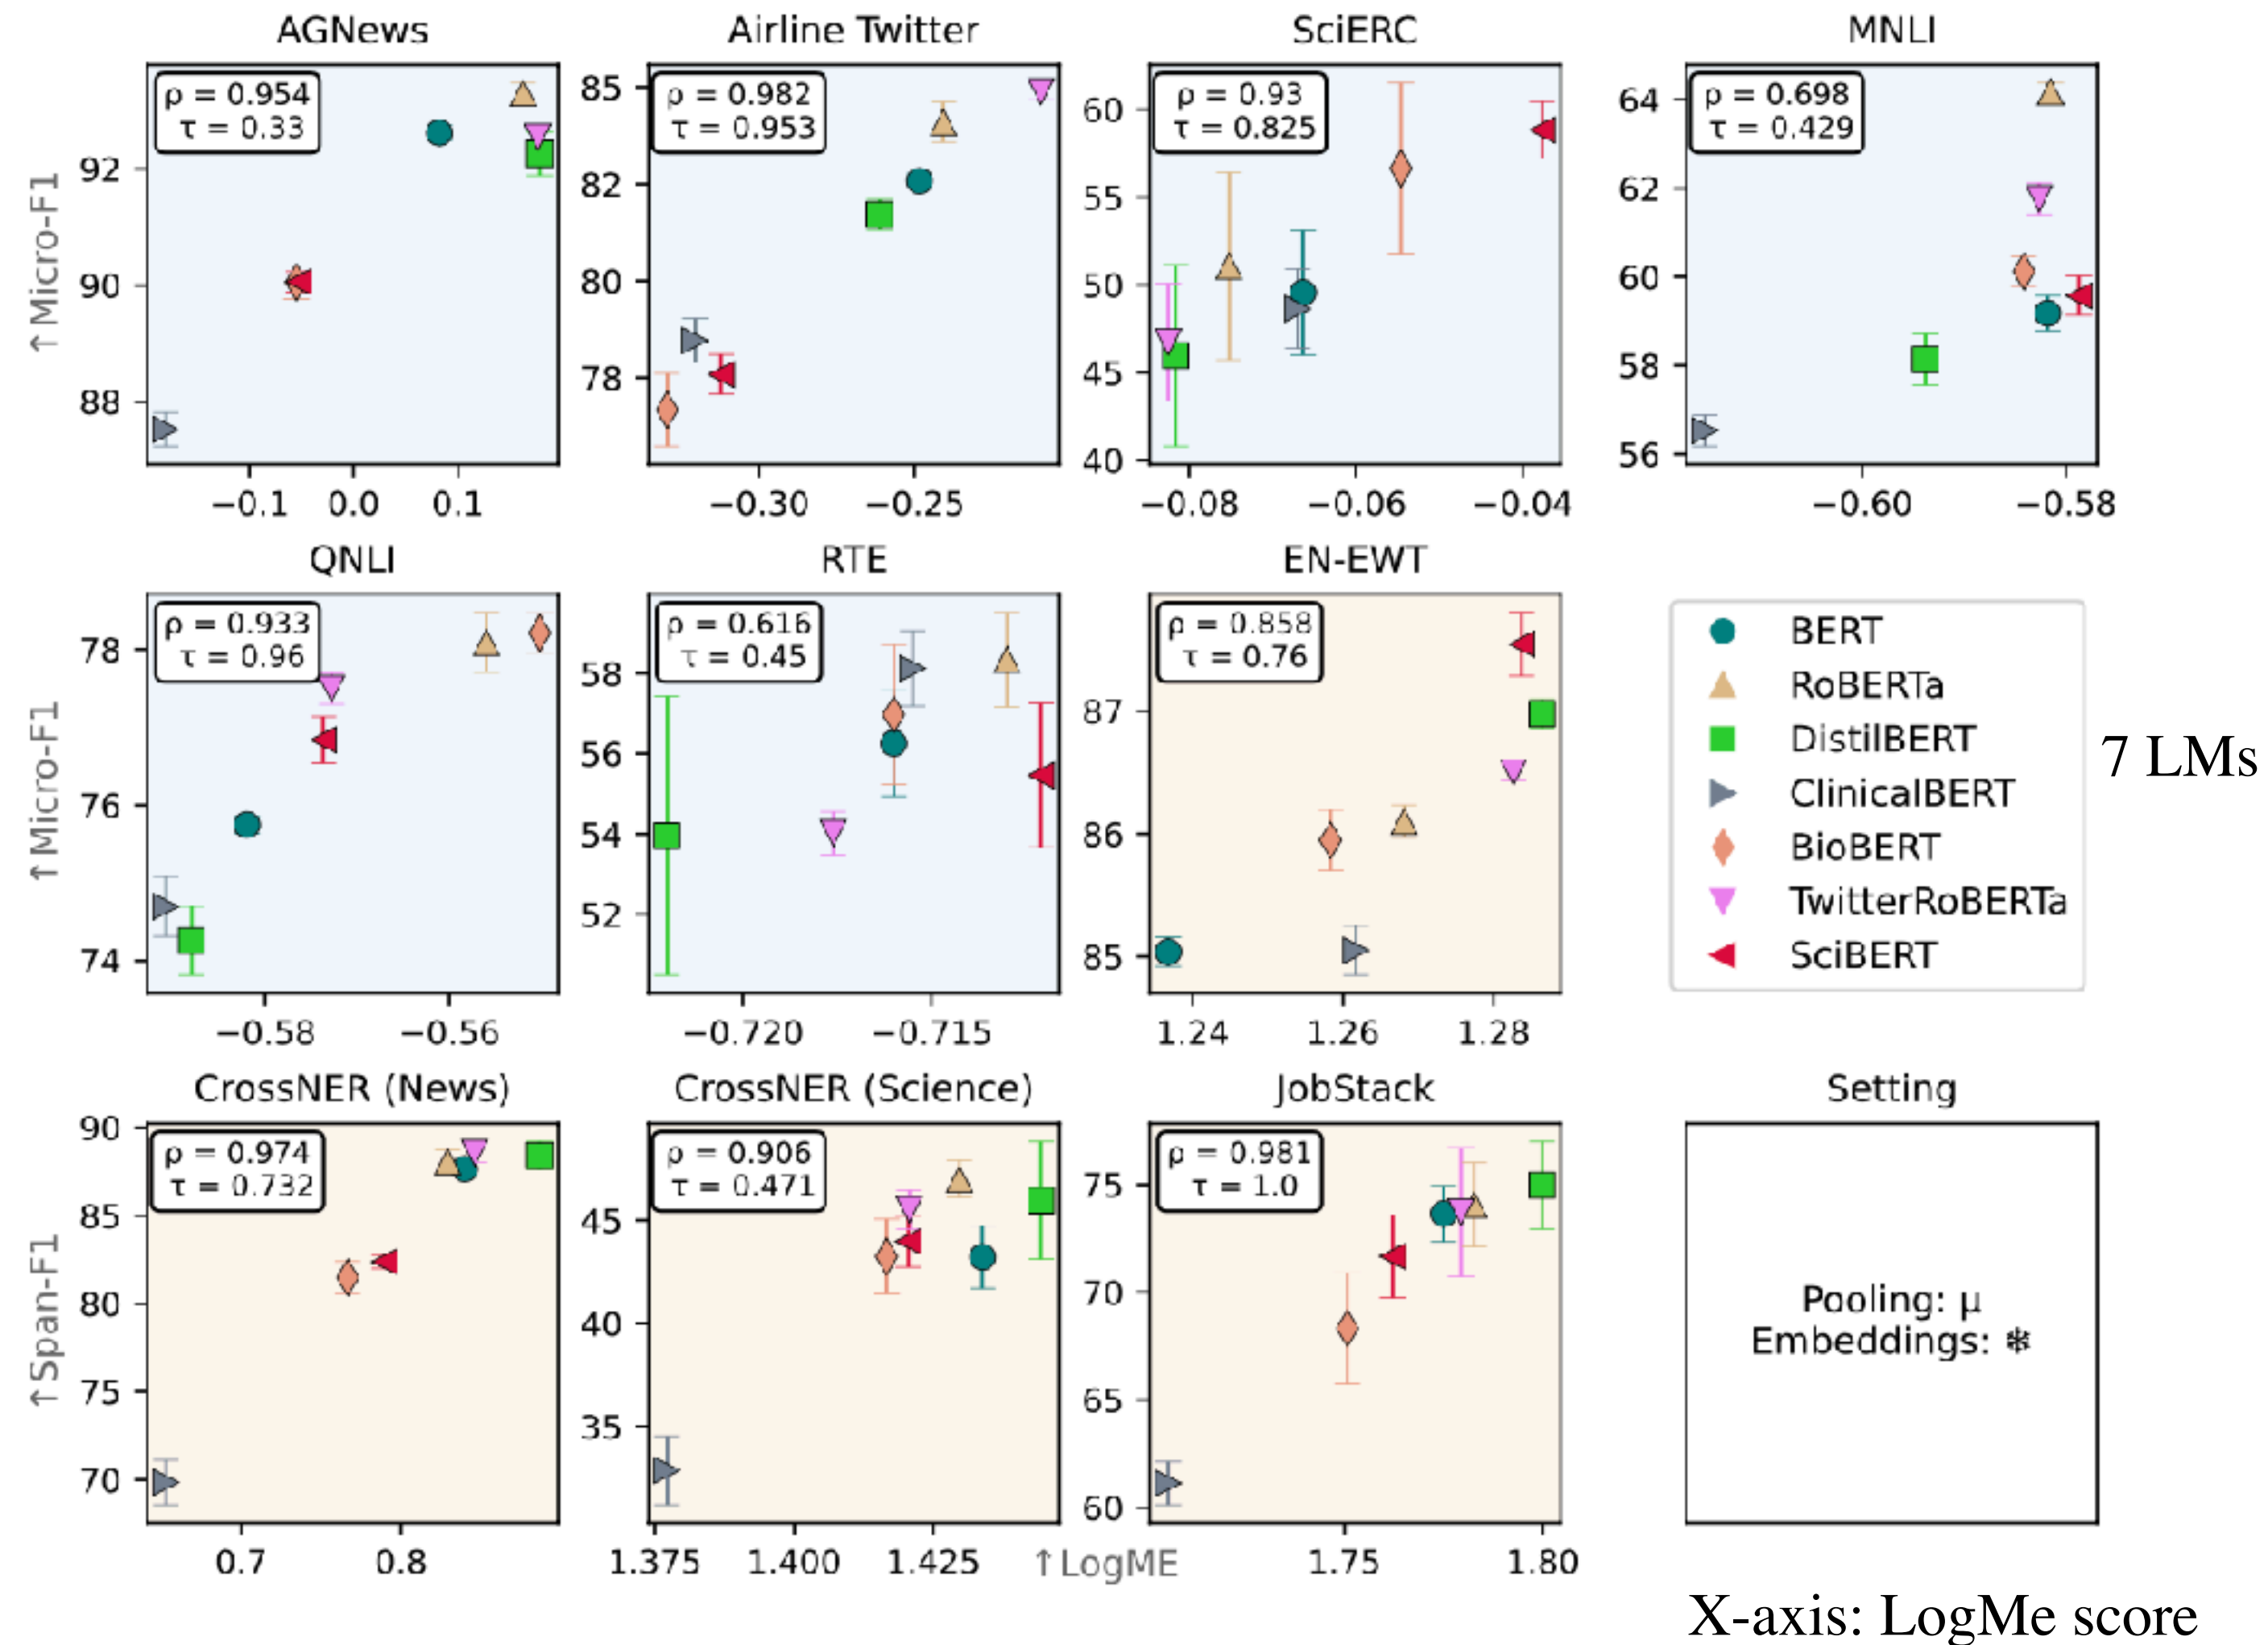 AGNews
ρ = 0.954
τ = 0.33
↑Micro-F1
92
90
88
−0.1 0.0 0.1
Airline Twitter
ρ = 0.982
τ = 0.953
85
82
80
78
−0.30 −0.25
SciERC
ρ = 0.93
τ = 0.825
60
55
50
45
40
−0.08 −0.06 −0.04
MNLI
ρ = 0.698
τ = 0.429
64
62
60
58
56
−0.60 −0.58
QNLI
ρ = 0.933
τ = 0.96
↑Micro-F1
78
76
74
−0.58 −0.56
RTE
ρ = 0.616
τ = 0.45
58
56
54
52
−0.720 −0.715
EN-EWT
ρ = 0.858
τ = 0.76
87
86
85
1.24 1.26 1.28
BERT
RoBERTa
DistilBERT
ClinicalBERT
BioBERT
TwitterRoBERTa
SciBERT
7 LMs
CrossNER (News)
ρ = 0.974
τ = 0.732
↑Span-F1
90
85
80
75
70
0.7 0.8
CrossNER (Science)
ρ = 0.906
τ = 0.471
45
40
35
1.375 1.400 1.425
↑LogME
JobStack
ρ = 0.981
τ = 1.0
75
70
65
60
1.75 1.80
Setting
Pooling: μ
Embeddings: ❄
X-axis: LogMe score